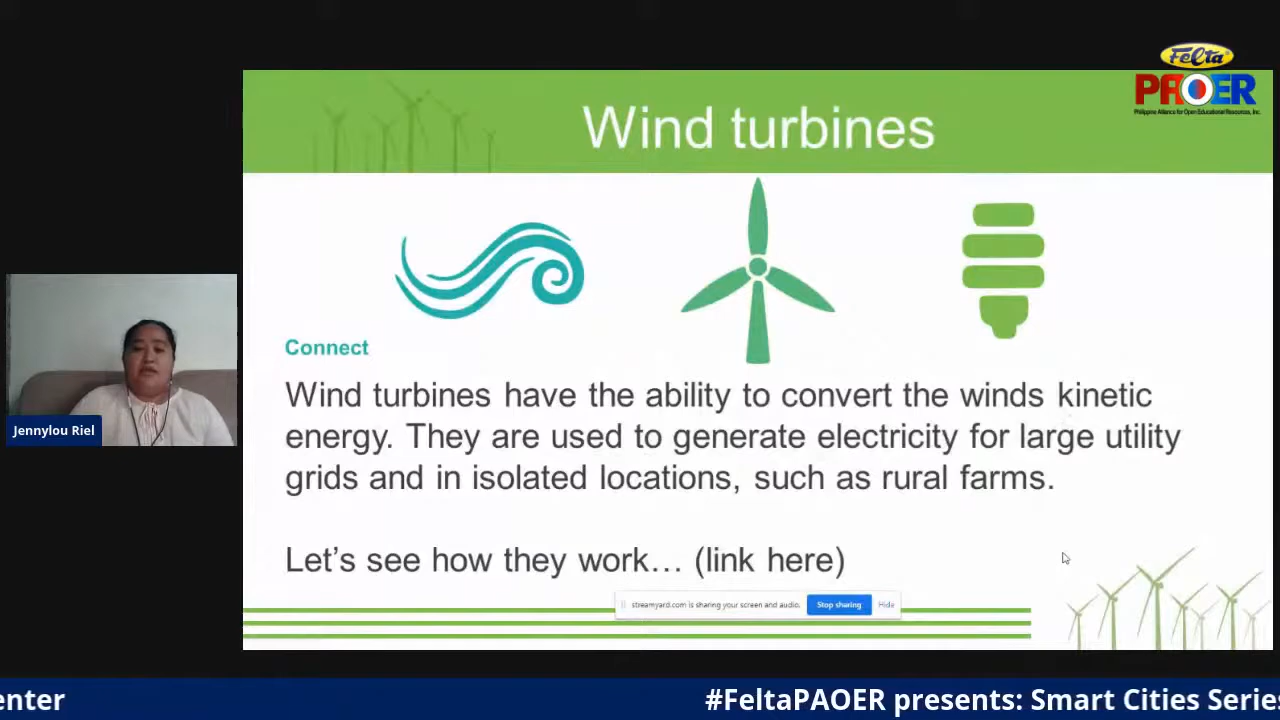 Felta
PAOER
Philippine Alliance for Open Educational Resources, Inc.
Wind turbines
Connect
Wind turbines have the ability to convert the winds kinetic
energy. They are used to generate electricity for large utility
grids and in isolated locations, such as rural farms.
Let's see how they work… (link here)
Jennylou Riel
streamyard.com is sharing your screen and audio.
Stop sharing
Hide
enter
#FeltaPAOER presents: Smart Cities Series